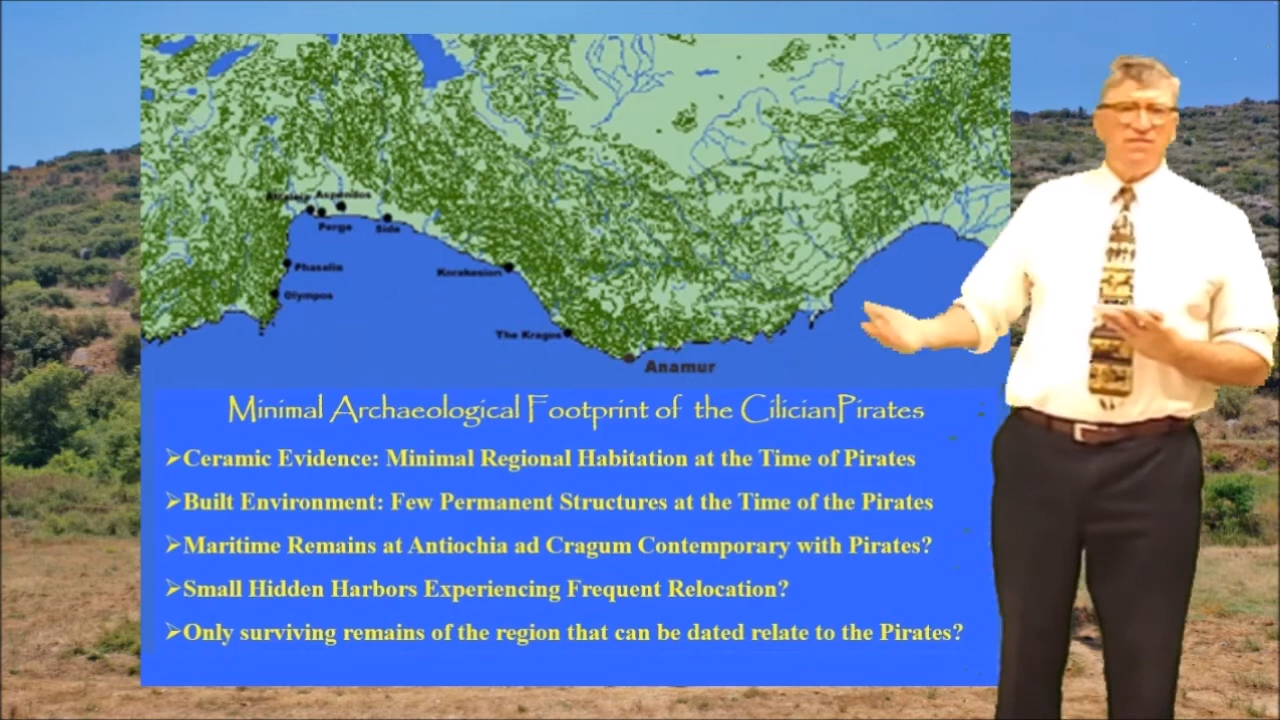 Attaleia Aspendos
Perge
Side
Phaselis
Olympos
Korakesion
The Kragos
Anamur
Minimal Archaeological Footprint of the CilicianPirates
➢Ceramic Evidence: Minimal Regional Habitation at the Time of Pirates
➢Built Environment: Few Permanent Structures at the Time of the Pirates
➢Maritime Remains at Antiochia ad Cragum Contemporary with Pirates?
➢Small Hidden Harbors Experiencing Frequent Relocation?
➢Only surviving remains of the region that can be dated relate to the Pirates?